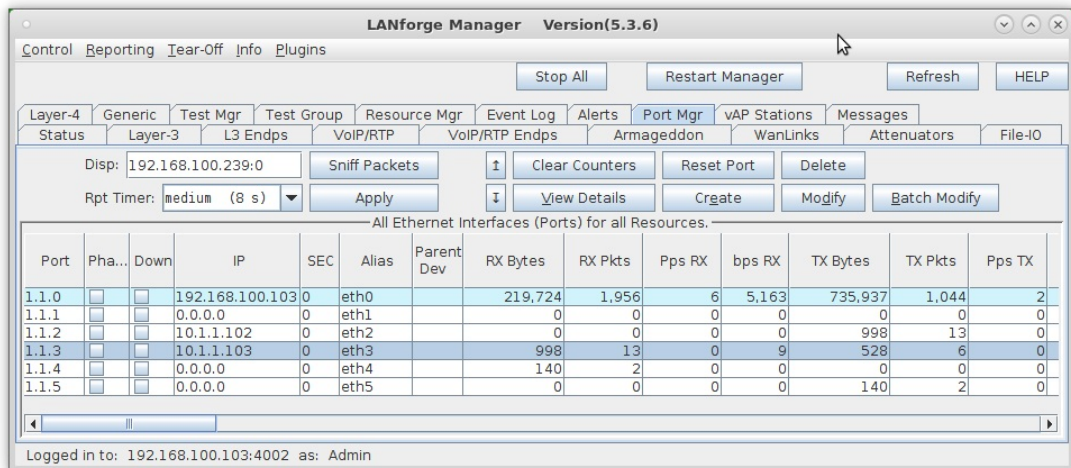 LANforge Manager Version(5.3.6)
Control Reporting Tear-Off Info Plugins
Stop All Restart Manager Refresh HELP
Layer-4 Generic Test Mgr Test Group Resource Mgr Event Log Alerts Port Mgr vAP Stations Messages
Status Layer-3 L3 Endps VoIP/RTP VoIP/RTP Endps Armageddon WanLinks Attenuators File-IO
Disp: 192.168.100.239:0 Sniff Packets ↑ Clear Counters Reset Port Delete
Rpt Timer: medium (8 s) Apply ↓ View Details Create Modify Batch Modify
All Ethernet Interfaces (Ports) for all Resources.
Port Pha... Down IP SEC Alias Parent Dev RX Bytes RX Pkts Pps RX bps RX TX Bytes TX Pkts Pps TX
1.1.0 192.168.100.103 0 eth0 219,724 1,956 6 5,163 735,937 1,044 2
1.1.1 0.0.0.0 0 eth1 0 0 0 0 0 0 0
1.1.2 10.1.1.102 0 eth2 0 0 0 0 998 13 0
1.1.3 10.1.1.103 0 eth3 998 13 0 9 528 6 0
1.1.4 0.0.0.0 0 eth4 140 2 0 0 0 0 0
1.1.5 0.0.0.0 0 eth5 0 0 0 0 140 2 0
Logged in to: 192.168.100.103:4002 as: Admin